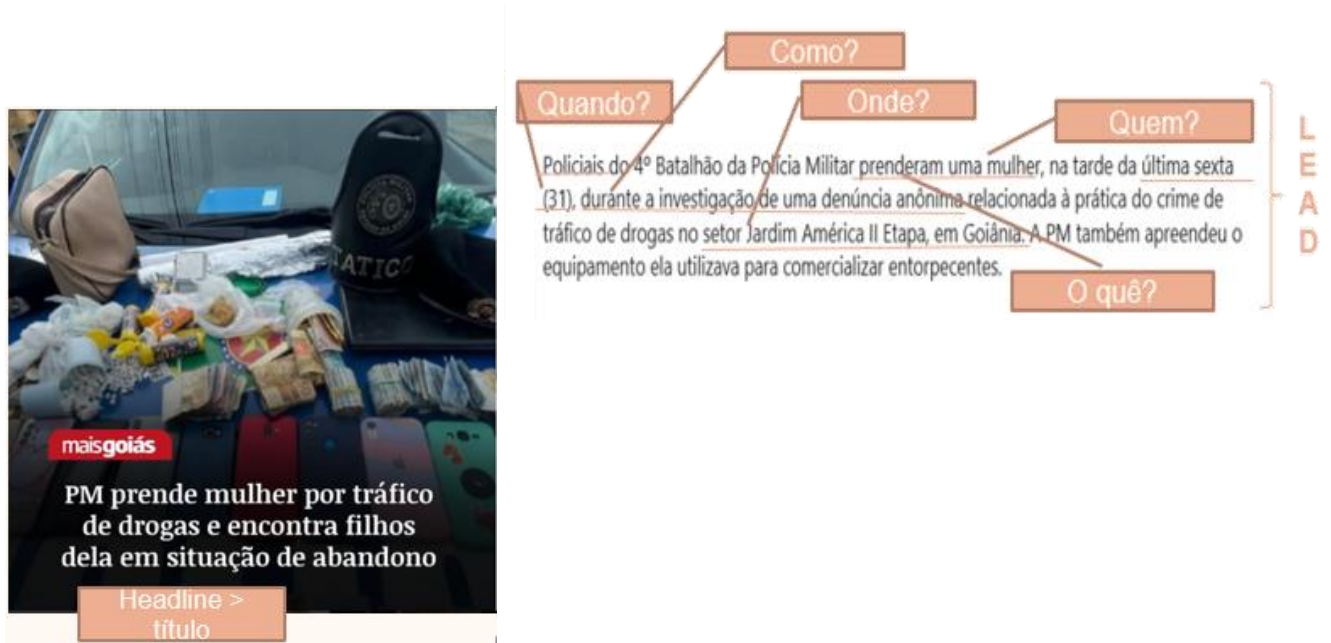 Como?
Quando?
Onde?
Quem?
Policiais do 4º Batalhão da Polícia Militar prenderam uma mulher, na tarde da última sexta
(31), durante a investigação de uma denúncia anônima relacionada à prática do crime de
tráfico de drogas no setor Jardim América II Etapa, em Goiânia. A PM também apreendeu o
equipamento ela utilizava para comercializar entorpecentes.
O quê?
LEAD
TATICO
maisgoiás
PM prende mulher por tráfico
de drogas e encontra filhos
dela em situação de abandono
Headline >
título